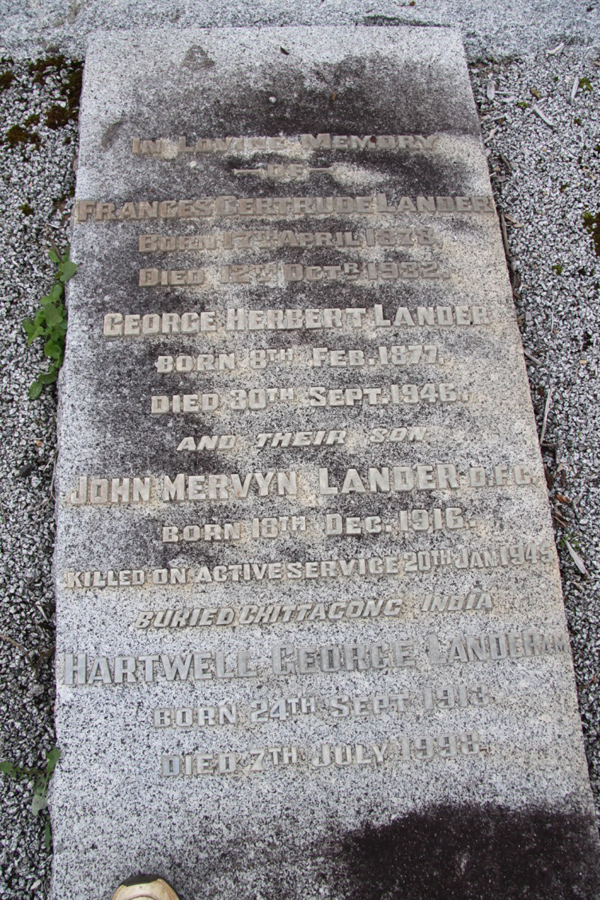 IN LOVING MEMORY
OF
FRANCES GERTRUDE LANDER
BORN 17TH APRIL 1878.
DIED 12TH OCTR. 1932.
GEORGE HERBERT LANDER
BORN 8TH FEB. 1877.
DIED 30TH SEPT. 1946.
AND THEIR SON
JOHN MERVYN LANDER D.F.C.
BORN 18TH DEC. 1916.
KILLED ON ACTIVE SERVICE 20TH JAN 1945
BURIED CHITTAGONG INDIA
HARTWELL GEORGE LANDER
BORN 24TH SEPT 1913.
DIED 7TH JULY 1993.